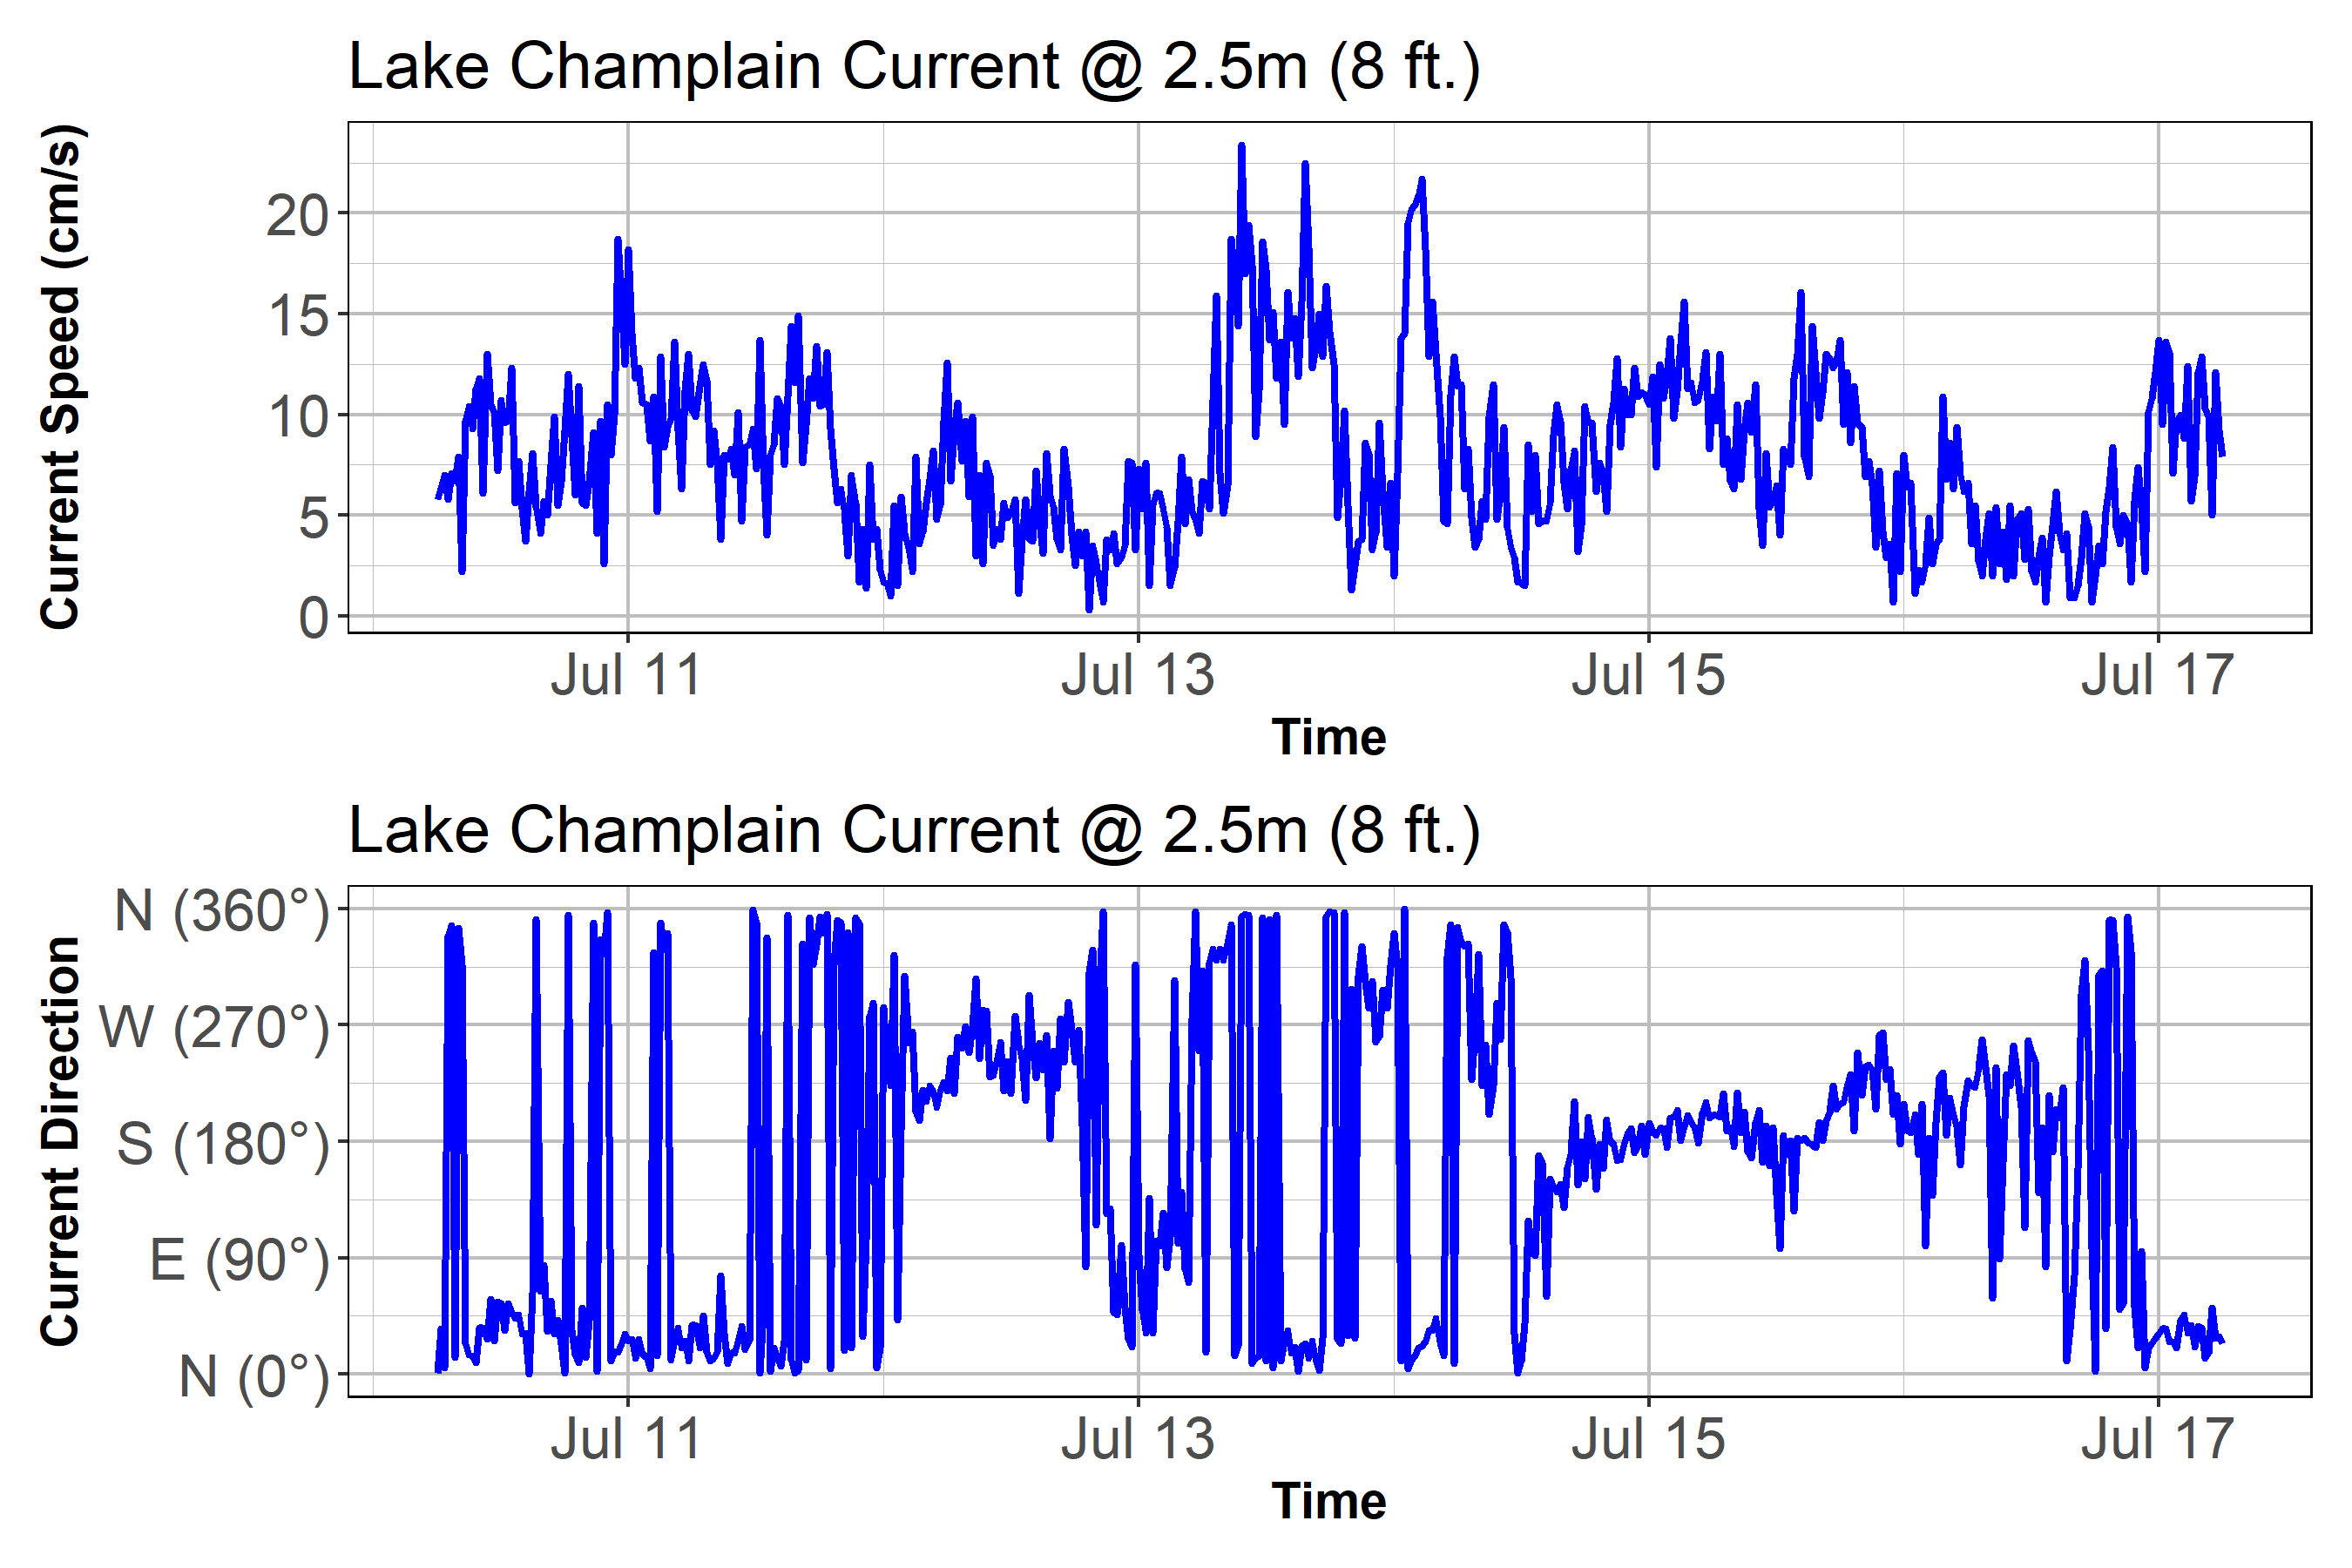 Lake Champlain Current @ 2.5m (8 ft.)
Current Speed (cm/s)
20
15
10
5
0
Jul 11 Jul 13 Jul 15 Jul 17
Time
Lake Champlain Current @ 2.5m (8 ft.)
Current Direction
N (360°)
W (270°)
S (180°)
E (90°)
N (0°)
Jul 11 Jul 13 Jul 15 Jul 17
Time